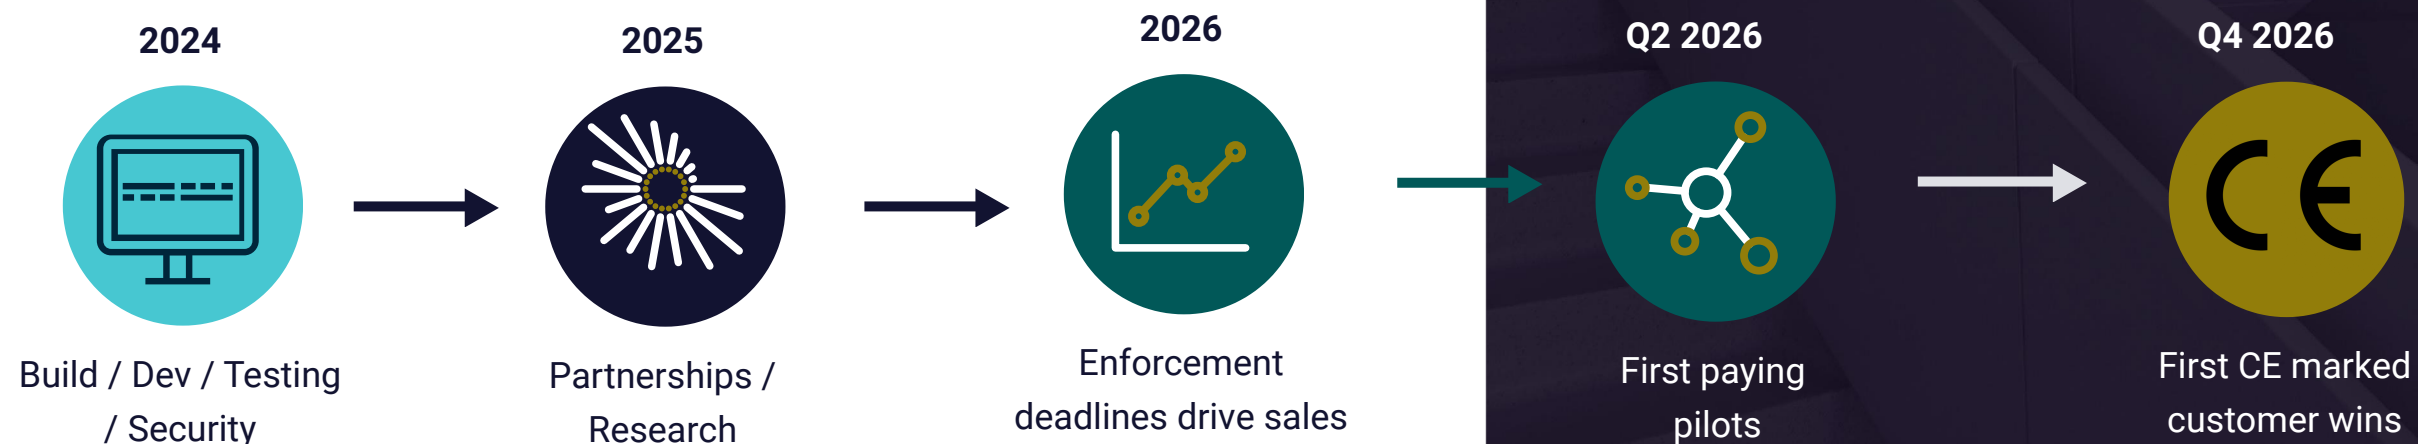 2024
Build / Dev / Testing
/ Security
2025
Partnerships /
Research
2026
Enforcement
deadlines drive sales
Q2 2026
First paying
pilots
Q4 2026
CE
First CE marked
customer wins